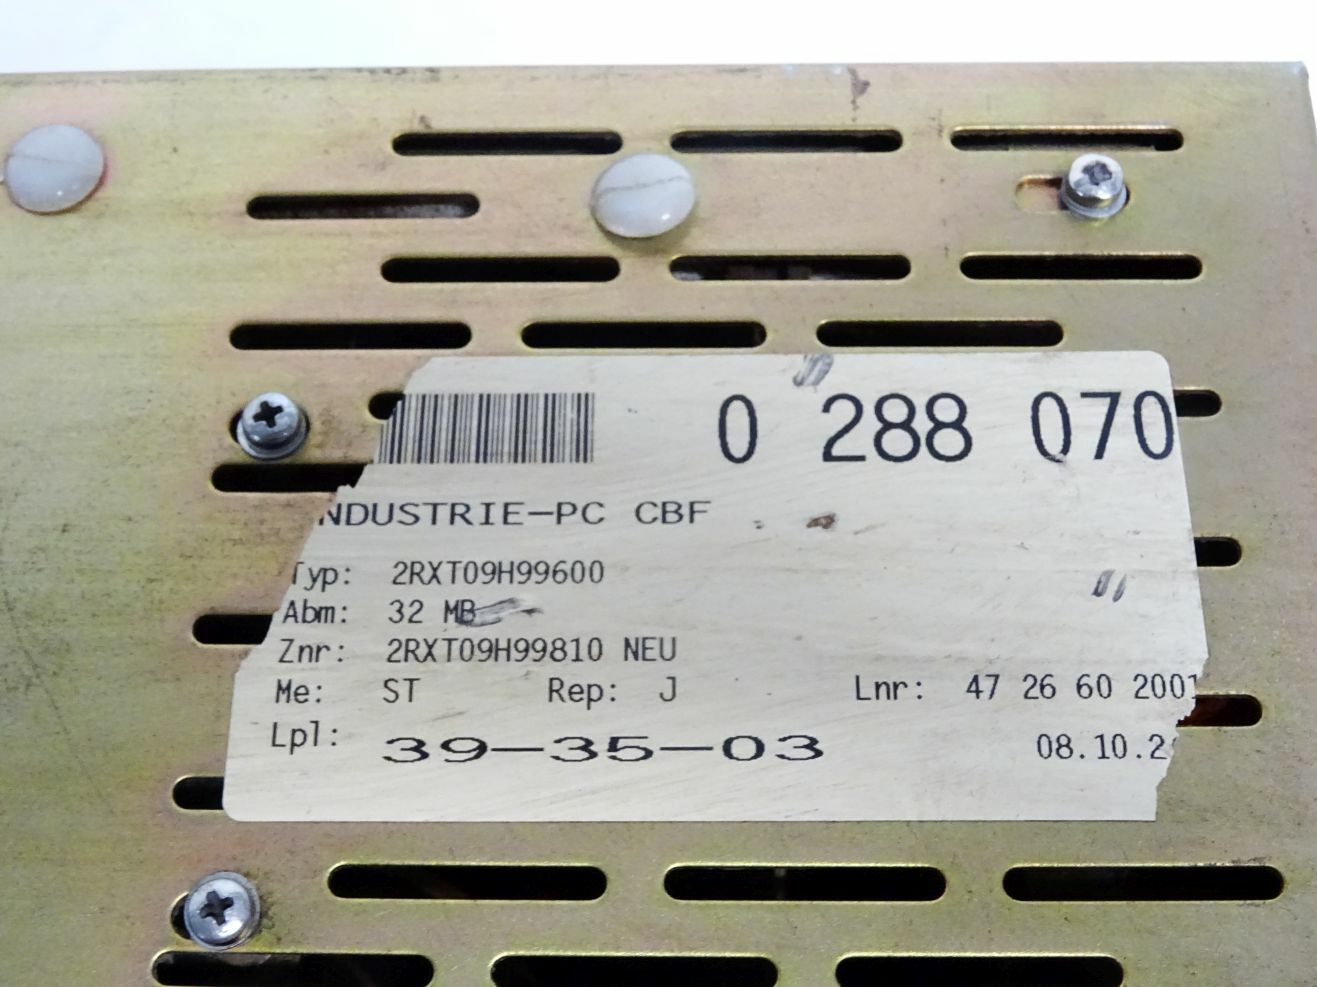 0 288 070
NDUSTRIE-PC CBF
Typ: 2RXT09H99600
Abm: 32 MB
Znr: 2RXT09H99810 NEU
Me: ST Rep: J Lnr: 47 26 60 2001
Lpl: 39-35-03 08.10.2